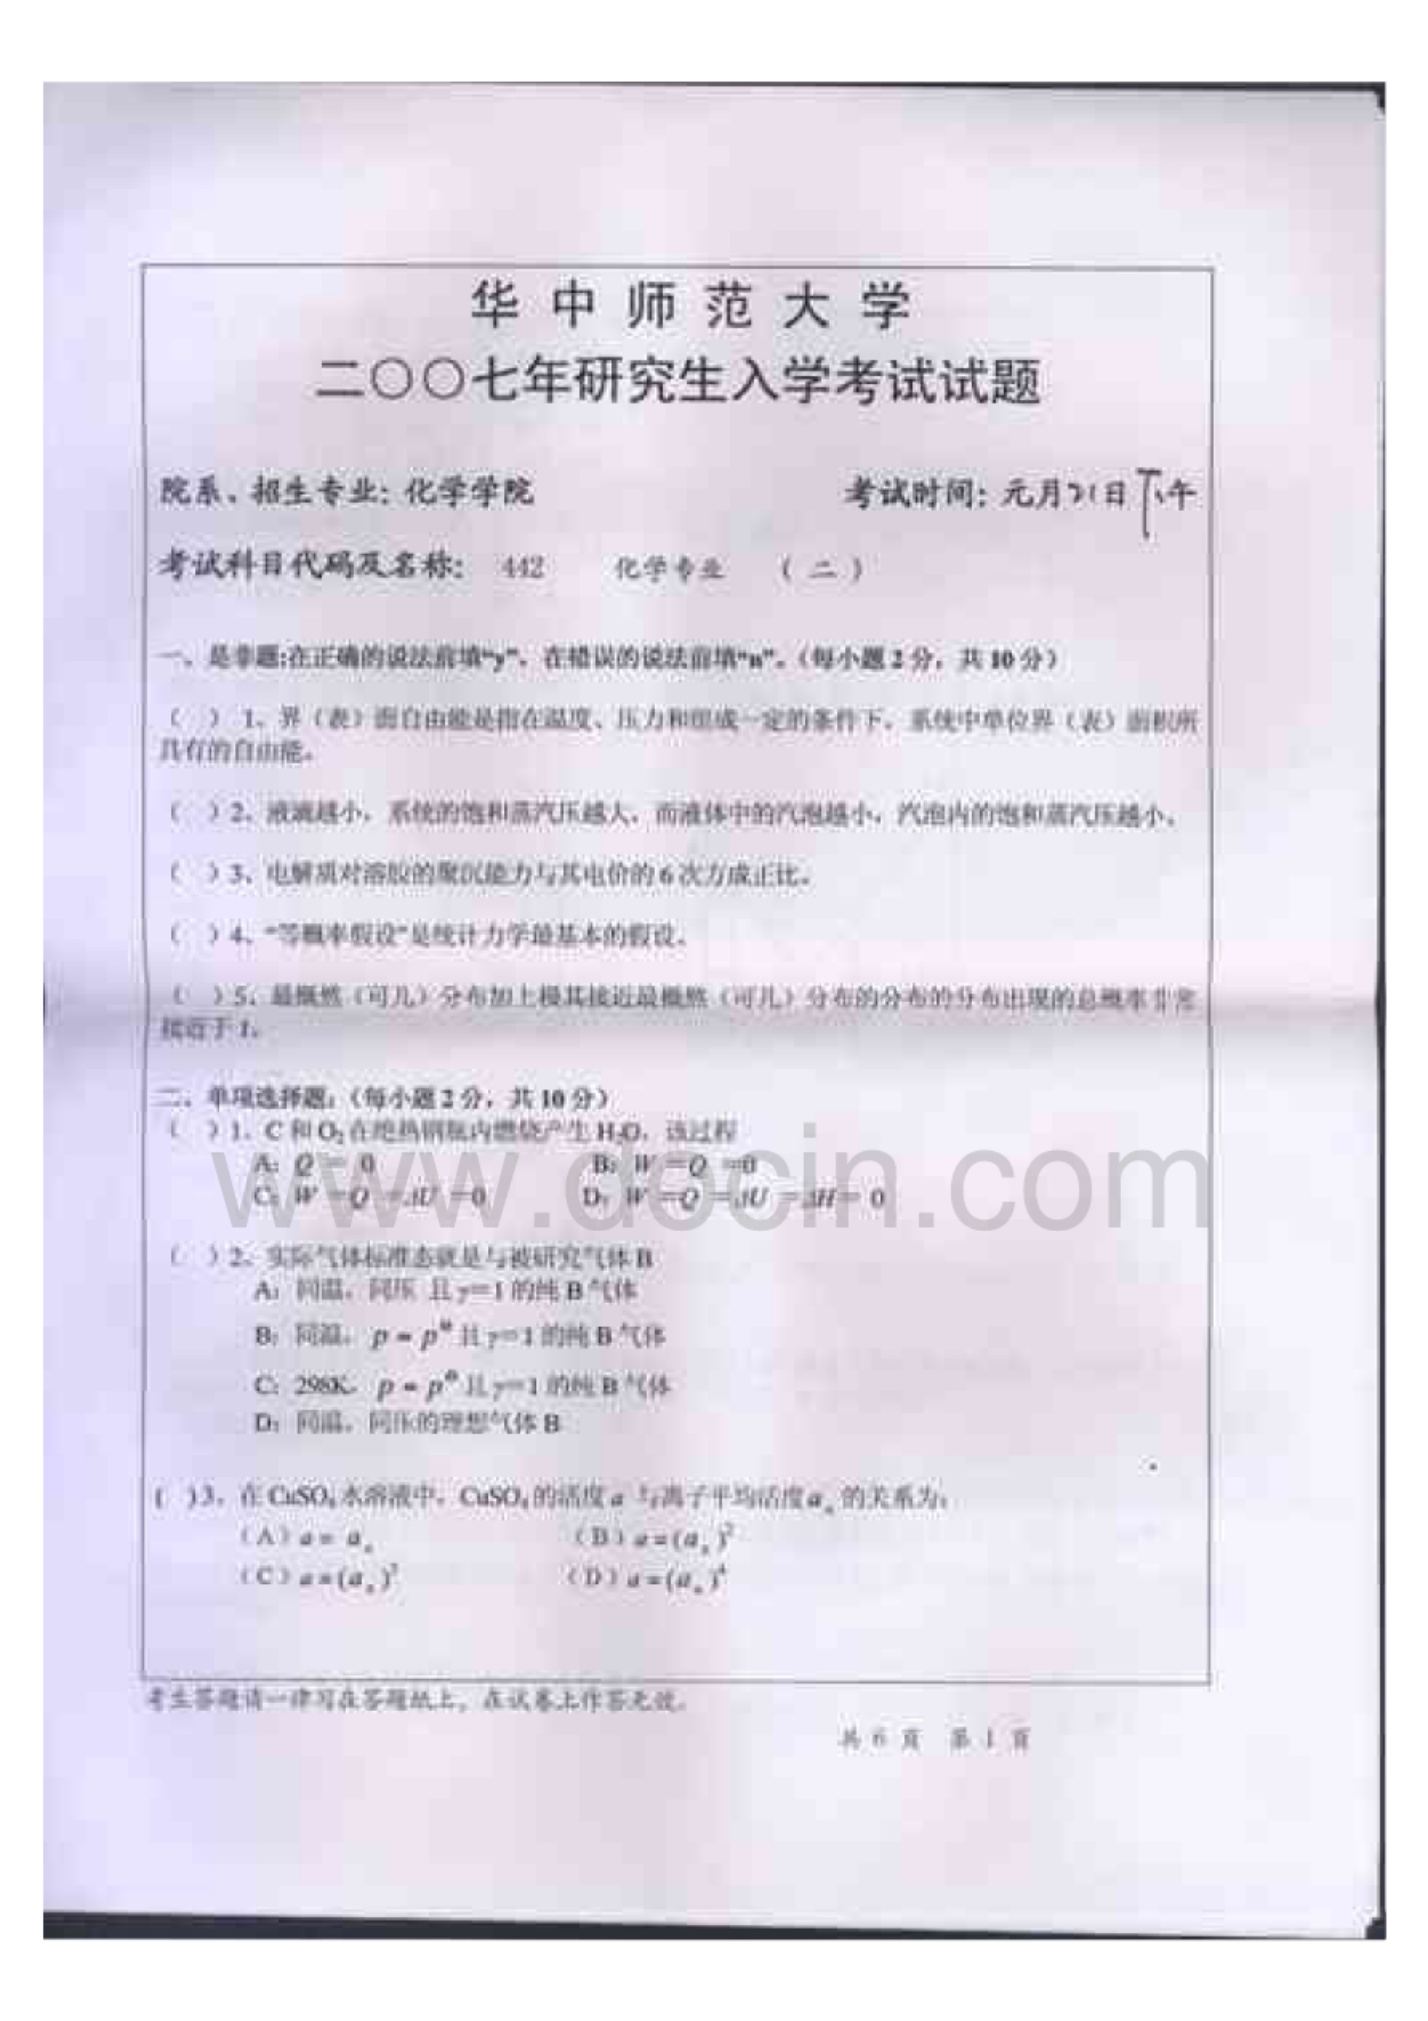 华中师范大学
二〇〇七年研究生入学考试试题
院系、招生专业：化学学院 考试时间：元月21日下午
考试科目代码及名称： 442 化学专业 （二）
一、是非题:在正确的说法前填“y”，在错误的说法前填“n”。（每小题2分，共10分）
（ ） 1、界（表）面自由能是指在温度、压力和组成一定的条件下，系统中单位界（表）面积所
具有的自由能。
（ ）2、液滴越小，系统的饱和蒸汽压越大，而液体中的汽泡越小，汽泡内的饱和蒸汽压越小。
（ ）3、电解质对溶胶的聚沉能力与其电价的6次方成正比。
（ ）4、“等概率假设”是统计力学最基本的假设。
（ ）5、最概然（可几）分布加上极其接近最概然（可几）分布的分布的分布出现的总概率非常
接近于1。
二、单项选择题：（每小题2分，共10分）
（ ）1、C和O₂在绝热钢瓶内燃烧产生H₂O，该过程
A: Q = 0 B: W =Q =0
C: W =Q =ΔU =0 D: W =Q =ΔU =ΔH = 0
（ ）2、实际气体标准态就是与被研究气体B
A: 同温，同压 且γ=1的纯B气体
B: 同温， p = p^⊖且γ=1的纯B气体
C: 298K， p = p^⊖且γ=1的纯B气体
D: 同温，同压的理想气体B
( )3、在CuSO₄水溶液中，CuSO₄的活度a 与离子平均活度a± 的关系为:
（A）a = a± （B）a =(a±)²
（C）a =(a±)³ （D）a =(a±)⁴
考生答题请一律写在答题纸上，在试卷上作答无效。
共 6 页 第 1 页
www.docin.com